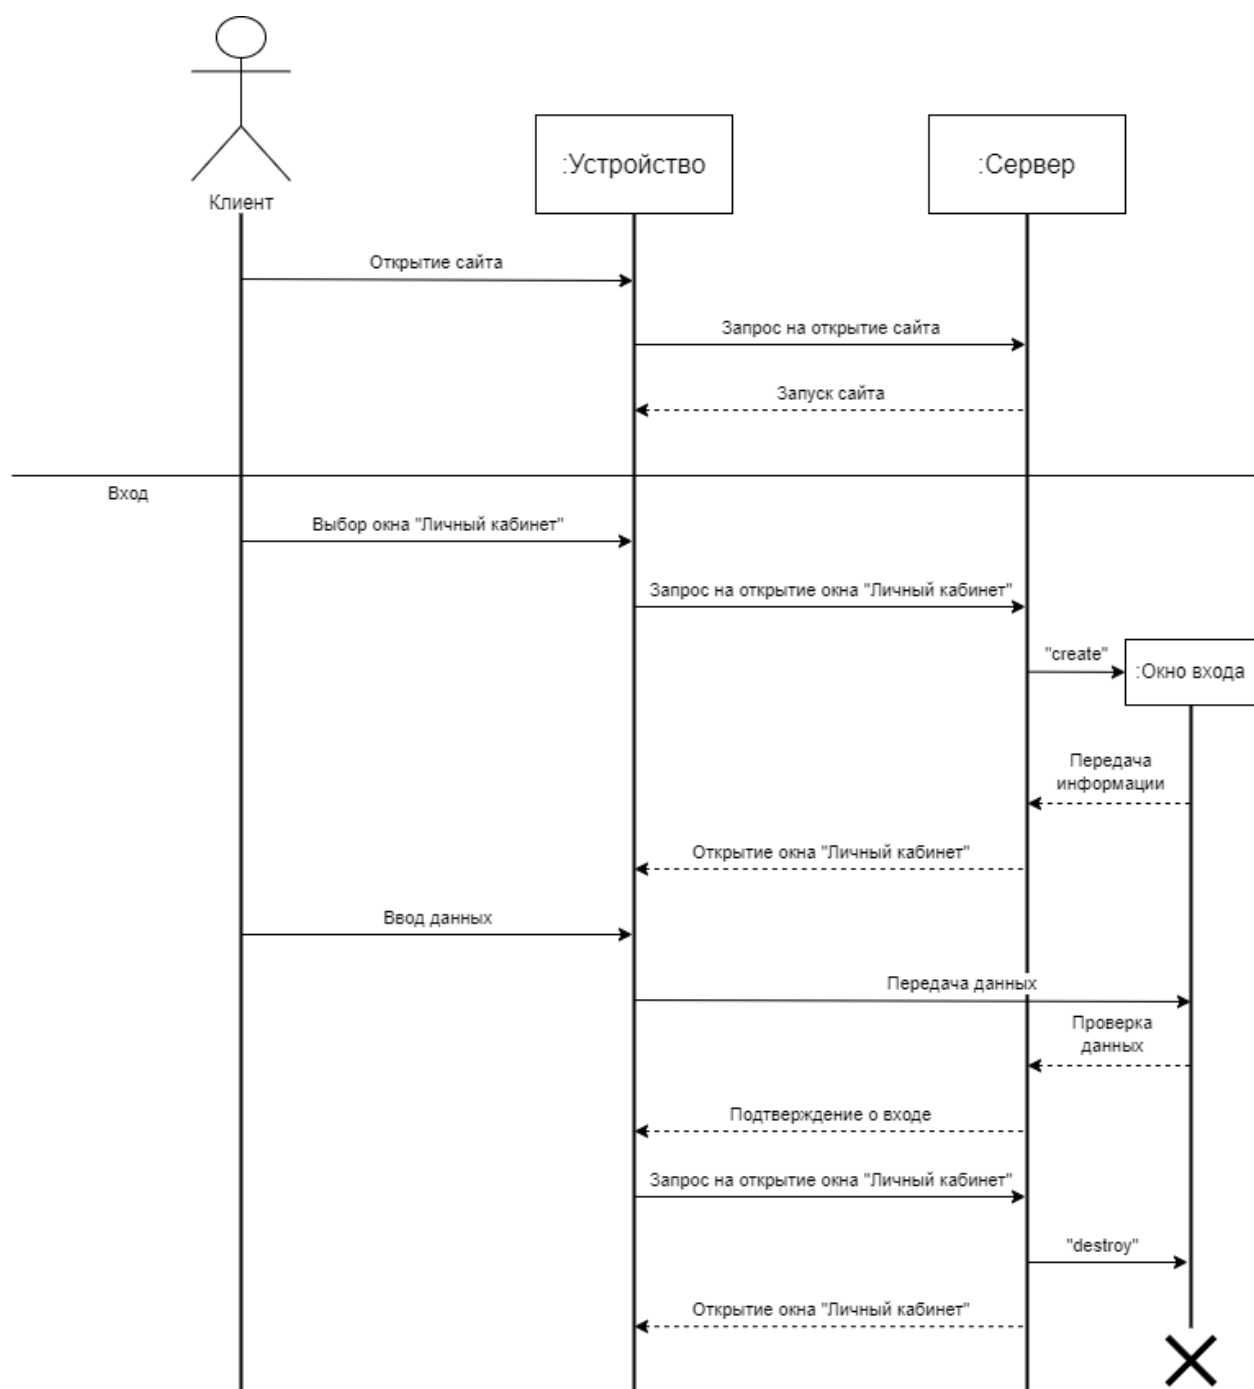 Клиент
:Устройство
:Сервер
Открытие сайта
Запрос на открытие сайта
Запуск сайта
Вход
Выбор окна "Личный кабинет"
Запрос на открытие окна "Личный кабинет"
"create"
:Окно входа
Передача
информации
Открытие окна "Личный кабинет"
Ввод данных
Передача данных
Проверка
данных
Подтверждение о входе
Запрос на открытие окна "Личный кабинет"
"destroy"
Открытие окна "Личный кабинет"